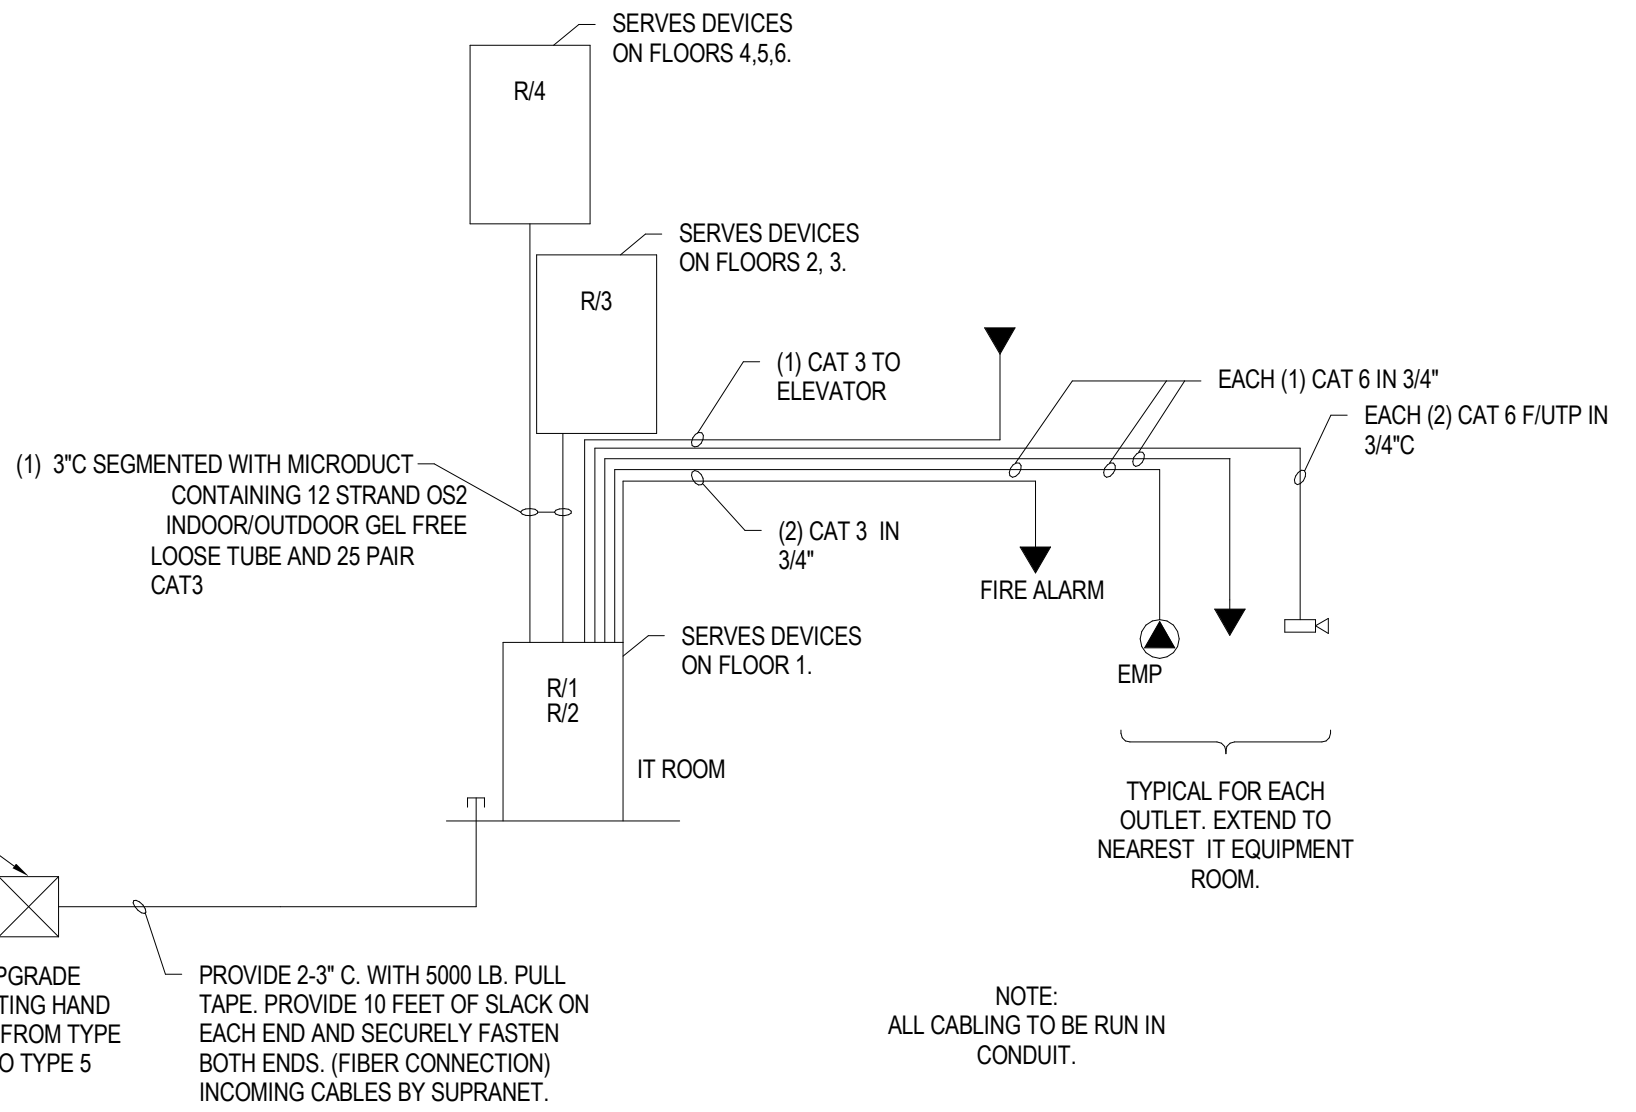 SERVES DEVICES
ON FLOORS 4,5,6.
R/4
SERVES DEVICES
ON FLOORS 2, 3.
R/3
(1) CAT 3 TO
ELEVATOR
EACH (1) CAT 6 IN 3/4"
EACH (2) CAT 6 F/UTP IN
3/4"C
(1) 3"C SEGMENTED WITH MICRODUCT
CONTAINING 12 STRAND OS2
INDOOR/OUTDOOR GEL FREE
LOOSE TUBE AND 25 PAIR
CAT3
(2) CAT 3 IN
3/4"
FIRE ALARM
EMP
SERVES DEVICES
ON FLOOR 1.
R/1
R/2
IT ROOM
TYPICAL FOR EACH
OUTLET. EXTEND TO
NEAREST IT EQUIPMENT
ROOM.
PGRADE
TING HAND
FROM TYPE
O TYPE 5
PROVIDE 2-3" C. WITH 5000 LB. PULL
TAPE. PROVIDE 10 FEET OF SLACK ON
EACH END AND SECURELY FASTEN
BOTH ENDS. (FIBER CONNECTION)
INCOMING CABLES BY SUPRANET.
NOTE:
ALL CABLING TO BE RUN IN
CONDUIT.